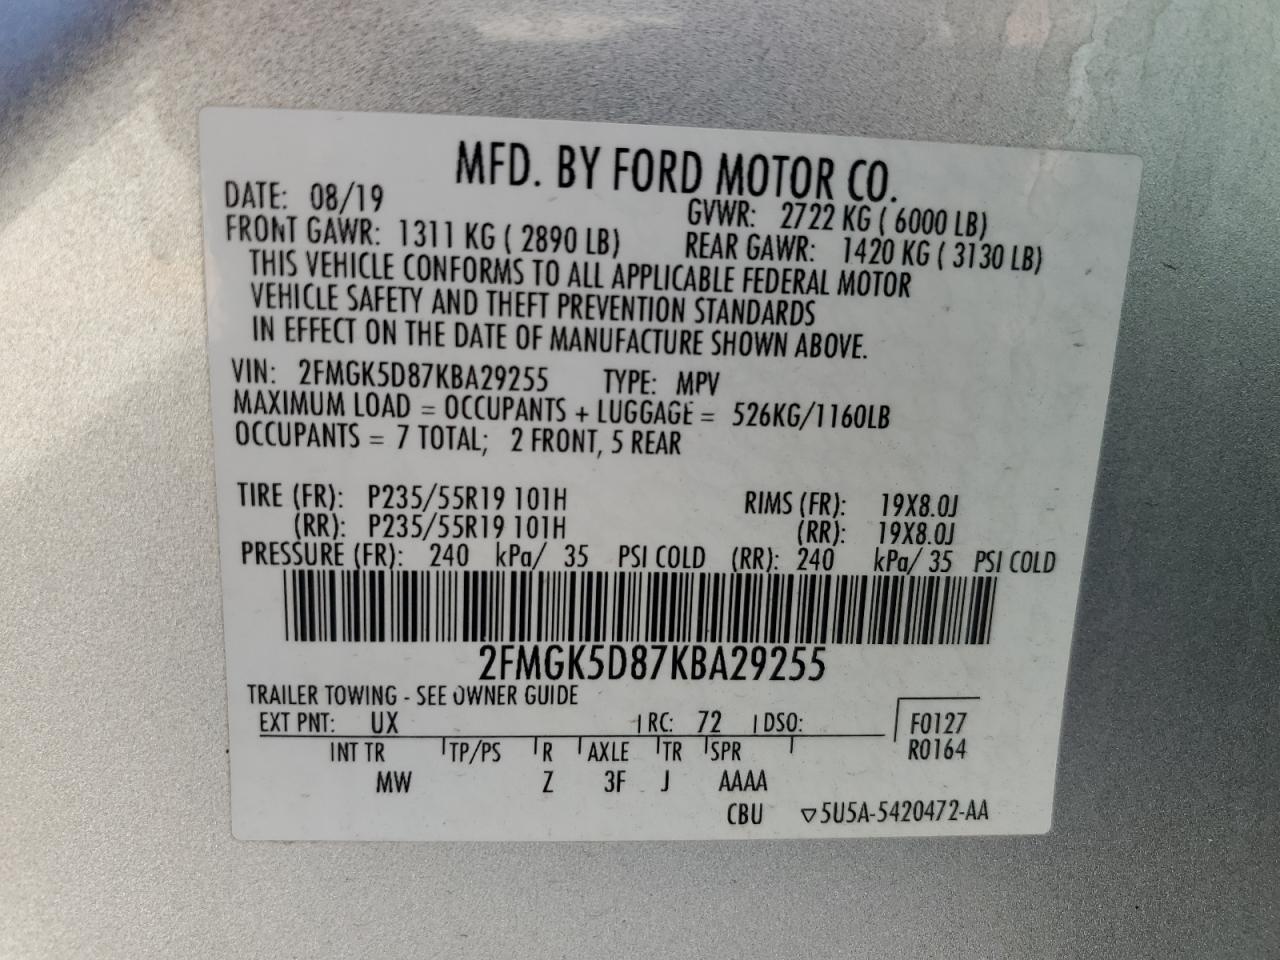 MFD. BY FORD MOTOR CO.
DATE: 08/19 GVWR: 2722 KG ( 6000 LB)
FRONT GAWR: 1311 KG ( 2890 LB) REAR GAWR: 1420 KG ( 3130 LB)
THIS VEHICLE CONFORMS TO ALL APPLICABLE FEDERAL MOTOR
VEHICLE SAFETY AND THEFT PREVENTION STANDARDS
IN EFFECT ON THE DATE OF MANUFACTURE SHOWN ABOVE.
VIN: 2FMGK5D87KBA29255 TYPE: MPV
MAXIMUM LOAD = OCCUPANTS + LUGGAGE = 526KG/1160LB
OCCUPANTS = 7 TOTAL; 2 FRONT, 5 REAR
TIRE (FR): P235/55R19 101H RIMS (FR): 19X8.0J
(RR): P235/55R19 101H (RR): 19X8.0J
PRESSURE (FR): 240 kPa/ 35 PSI COLD (RR): 240 kPa/ 35 PSI COLD
2FMGK5D87KBA29255
TRAILER TOWING - SEE OWNER GUIDE
EXT PNT: UX RC: 72 DSO: F0127
INT TR TP/PS R AXLE TR SPR R0164
MW Z 3F J AAAA
CBU ▽5U5A-5420472-AA